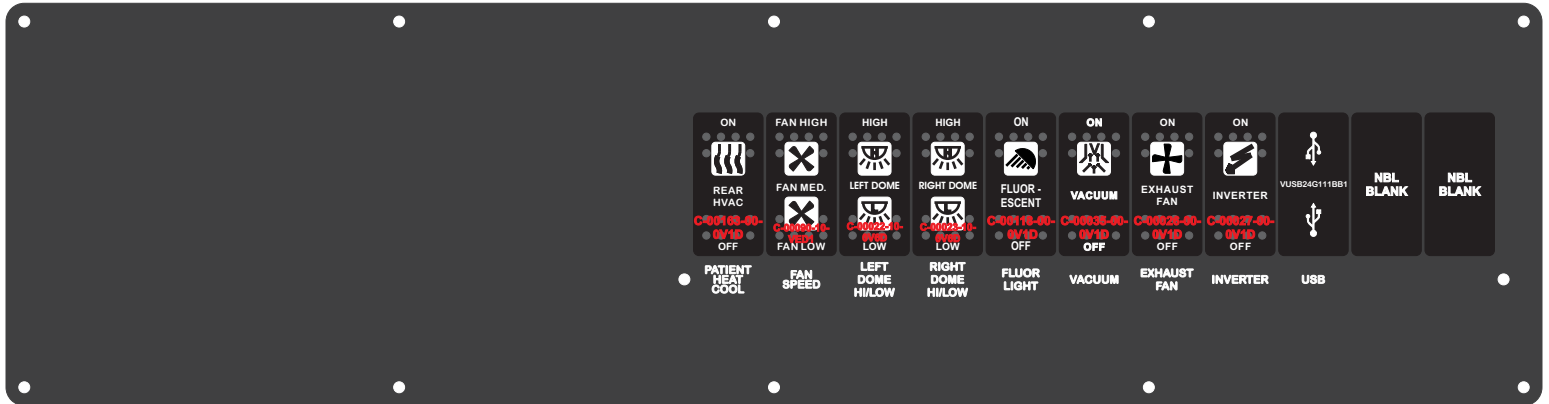 ON
REAR
HVAC
OFF
PATIENT
HEAT
COOL
FAN HIGH
FAN MED.
FAN LOW
FAN
SPEED
HIGH
LEFT DOME
LOW
LEFT
DOME
HI/LOW
HIGH
RIGHT DOME
LOW
RIGHT
DOME
HI/LOW
ON
FLUOR -
ESCENT
OFF
FLUOR
LIGHT
ON
VACUUM
OFF
VACUUM
ON
EXHAUST
FAN
OFF
EXHAUST
FAN
ON
INVERTER
OFF
INVERTER
VUSB24G111BB1
USB
NBL
BLANK
NBL
BLANK